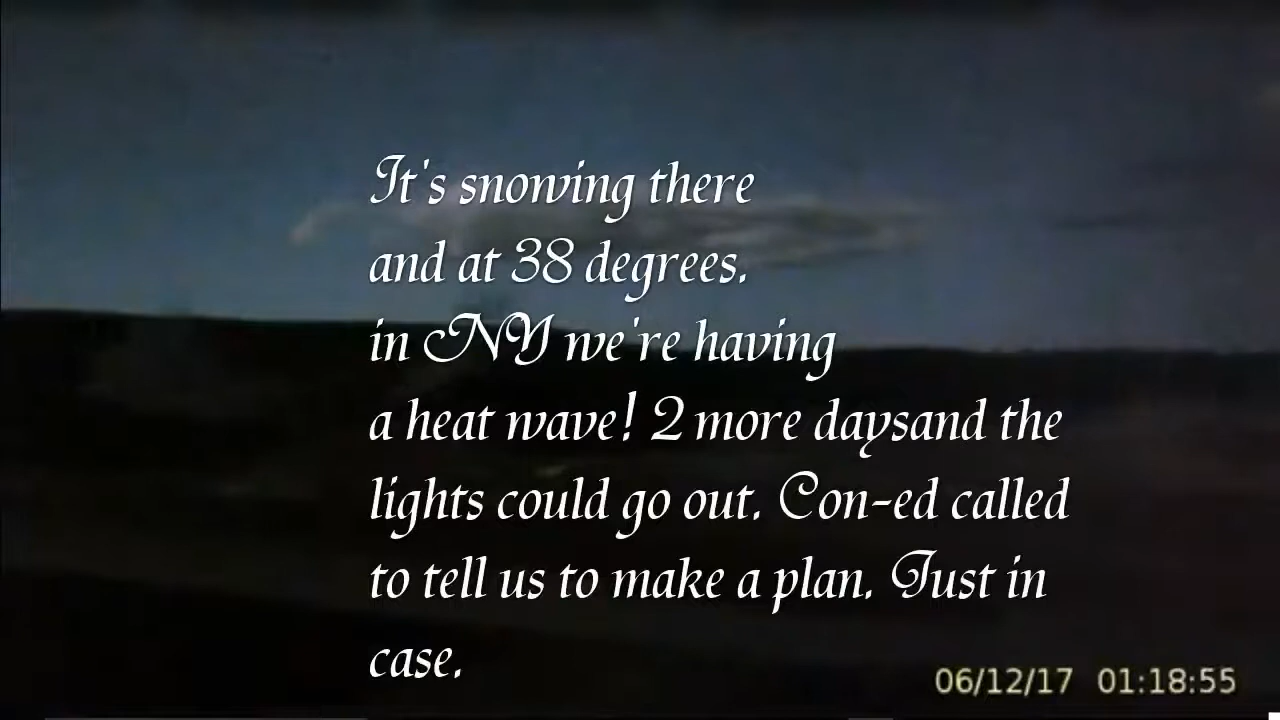 It's snowing there
and at 38 degrees.
in NY we're having
a heat wave! 2 more daysand the
lights could go out. Con-ed called
to tell us to make a plan. Just in
case.
06/12/17 01:18:55